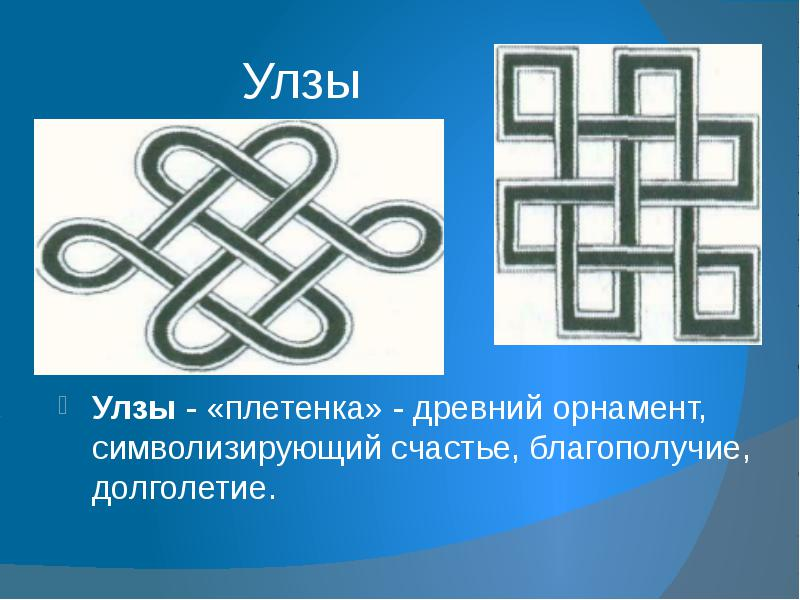 Улзы
Улзы - «плетенка» - древний орнамент,
символизирующий счастье, благополучие,
долголетие.